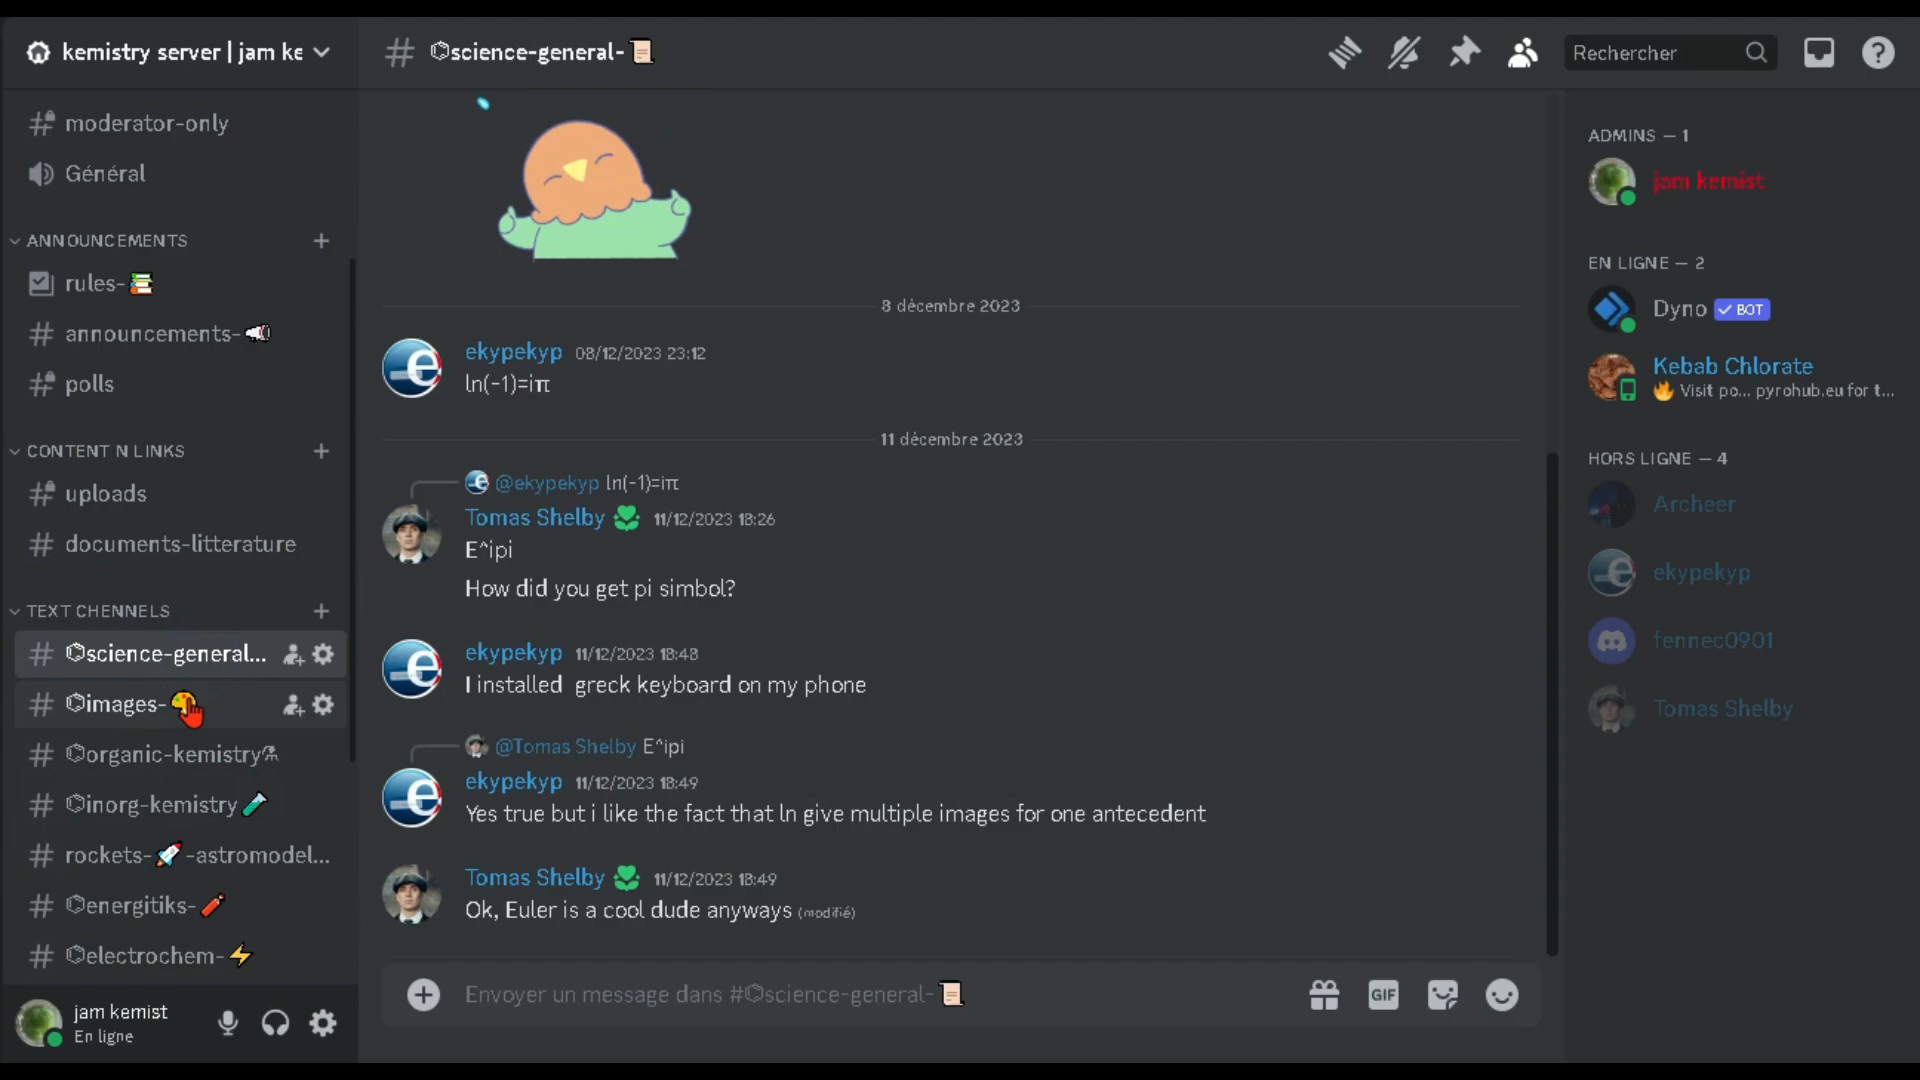 kemistry server | jam ke
moderator-only
Général
ANNOUNCEMENTS
rules-
announcements-
polls
CONTENT N LINKS
uploads
documents-litterature
TEXT CHENNELS
science-general...
images-
organic-kemistry
inorg-kemistry
rockets-🚀-astromodel...
energitiks-
electrochem-
jam kemist
En ligne
science-general-
Rechercher
8 décembre 2023
ekypekyp 08/12/2023 23:12
ln(-1)=iπ
11 décembre 2023
@ekypekyp ln(-1)=iπ
Tomas Shelby 11/12/2023 18:26
E^ipi
How did you get pi simbol?
ekypekyp 11/12/2023 18:48
I installed greck keyboard on my phone
@Tomas Shelby E^ipi
ekypekyp 11/12/2023 18:49
Yes true but i like the fact that ln give multiple images for one antecedent
Tomas Shelby 11/12/2023 18:49
Ok, Euler is a cool dude anyways (modifié)
Envoyer un message dans #science-general-
GIF
ADMINS — 1
jam kemist
EN LIGNE — 2
Dyno BOT
Kebab Chlorate
Visit po... pyrohub.eu for t...
HORS LIGNE — 4
Archeer
ekypekyp
fennec0901
Tomas Shelby